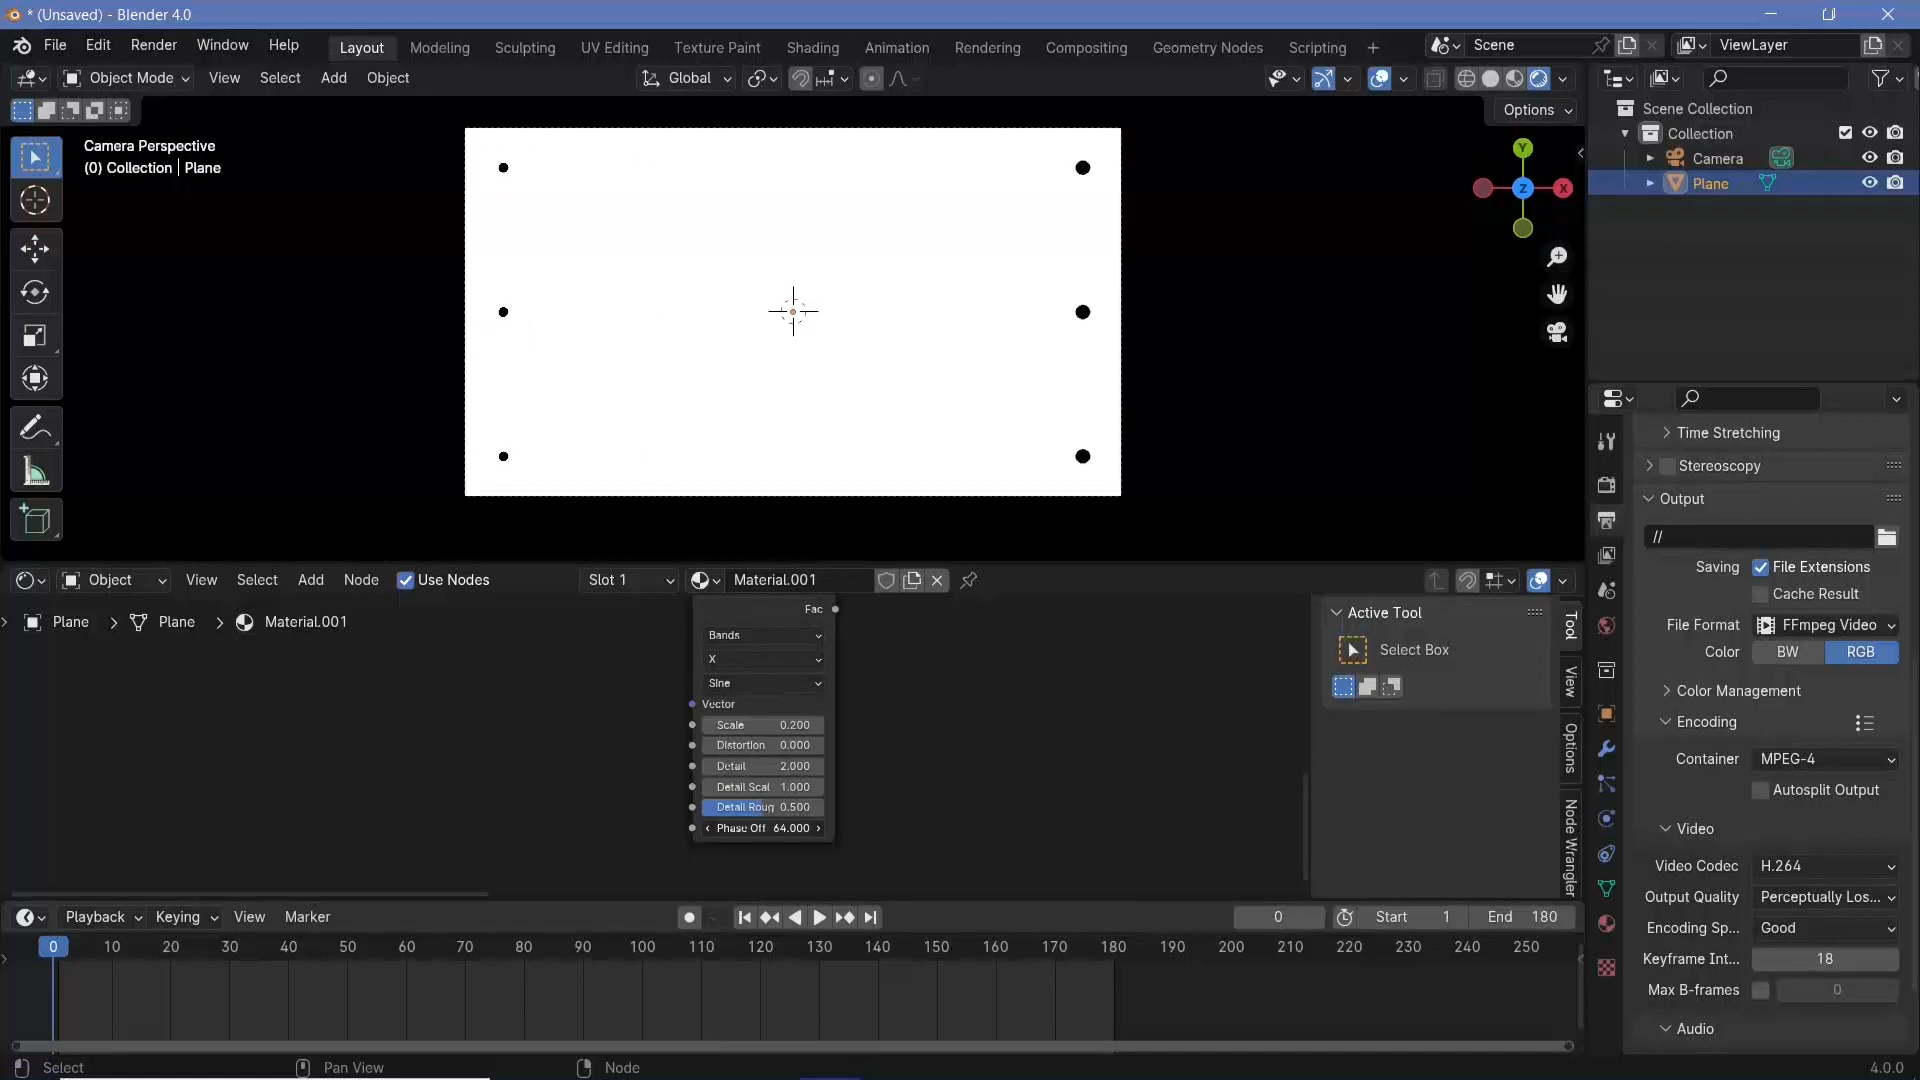 * (Unsaved) - Blender 4.0
File Edit Render Window Help Layout Modeling Sculpting UV Editing Texture Paint Shading Animation Rendering Compositing Geometry Nodes Scripting + Scene ViewLayer
Object Mode View Select Add Object Global
Options
Camera Perspective
(0) Collection | Plane
Y
X
Z
Scene Collection
Collection
Camera
Plane
Time Stretching
Stereoscopy
Output
//
Saving File Extensions
Cache Result
File Format FFmpeg Video
Color BW RGB
Color Management
Encoding
Container MPEG-4
Autosplit Output
Video
Video Codec H.264
Output Quality Perceptually Los...
Encoding Sp... Good
Keyframe Int... 18
Max B-frames 0
Audio
Object View Select Add Node Use Nodes Slot 1 Material.001
Plane > Plane > Material.001
Fac
Bands
X
Sine
Vector
Scale 0.200
Distortion 0.000
Detail 2.000
Detail Scal 1.000
Detail Roug 0.500
Phase Off 64.000
Active Tool
Select Box
Tool
View
Options
Node Wrangler
Playback Keying View Marker 0 Start 1 End 180
0 10 20 30 40 50 60 70 80 90 100 110 120 130 140 150 160 170 180 190 200 210 220 230 240 250
Select Pan View Node 4.0.0